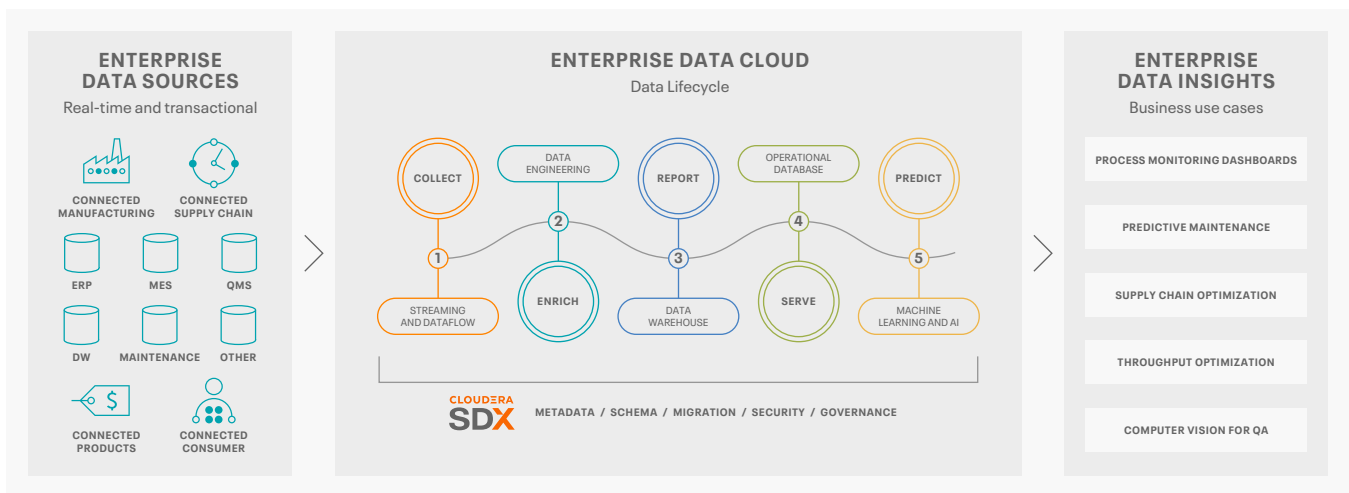 ENTERPRISE
DATA SOURCES
Real-time and transactional
CONNECTED
MANUFACTURING
CONNECTED
SUPPLY CHAIN
ERP
MES
QMS
DW
MAINTENANCE
OTHER
$
CONNECTED
PRODUCTS
CONNECTED
CONSUMER
ENTERPRISE DATA CLOUD
Data Lifecycle
COLLECT
1
STREAMING
AND DATAFLOW
DATA
ENGINEERING
2
ENRICH
REPORT
3
DATA
WAREHOUSE
OPERATIONAL
DATABASE
4
SERVE
PREDICT
5
MACHINE
LEARNING AND AI
CLOUDERA
SDX
METADATA / SCHEMA / MIGRATION / SECURITY / GOVERNANCE
ENTERPRISE
DATA INSIGHTS
Business use cases
PROCESS MONITORING DASHBOARDS
PREDICTIVE MAINTENANCE
SUPPLY CHAIN OPTIMIZATION
THROUGHPUT OPTIMIZATION
COMPUTER VISION FOR QA